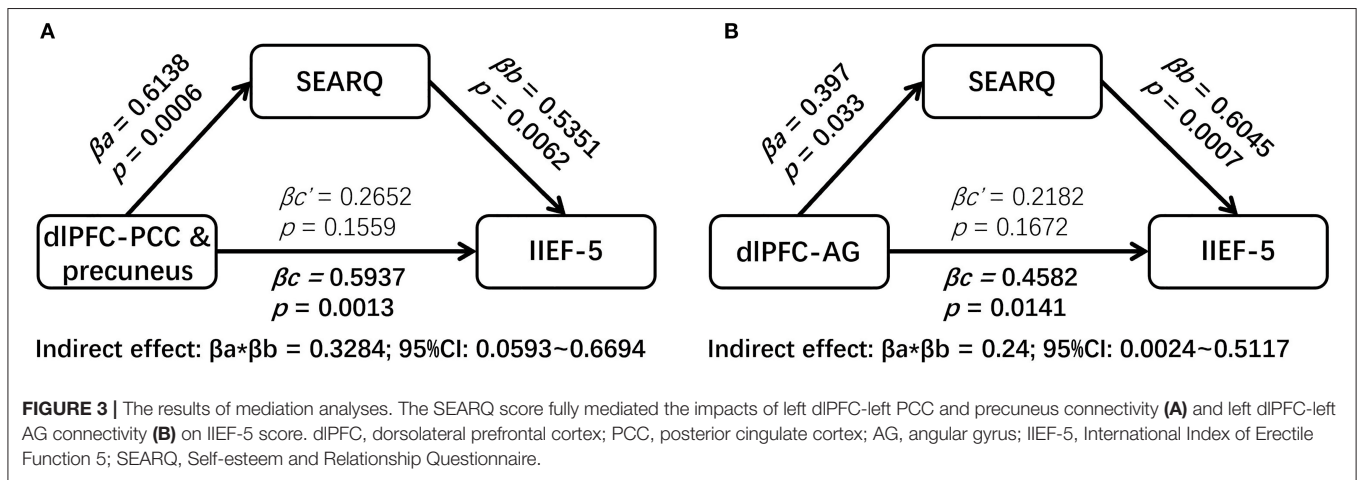 A
βa = 0.6138
p = 0.0006
SEARQ
βb = 0.5351
p = 0.0062
βc' = 0.2652
p = 0.1559
dlPFC-PCC &
precuneus
IIEF-5
βc = 0.5937
p = 0.0013
Indirect effect: βa*βb = 0.3284; 95%CI: 0.0593~0.6694
B
βa = 0.397
p = 0.033
SEARQ
βb = 0.6045
p = 0.0007
βc' = 0.2182
p = 0.1672
dlPFC-AG
IIEF-5
βc = 0.4582
p = 0.0141
Indirect effect: βa*βb = 0.24; 95%CI: 0.0024~0.5117
FIGURE 3 | The results of mediation analyses. The SEARQ score fully mediated the impacts of left dlPFC-left PCC and precuneus connectivity (A) and left dlPFC-left
AG connectivity (B) on IIEF-5 score. dlPFC, dorsolateral prefrontal cortex; PCC, posterior cingulate cortex; AG, angular gyrus; IIEF-5, International Index of Erectile
Function 5; SEARQ, Self-esteem and Relationship Questionnaire.